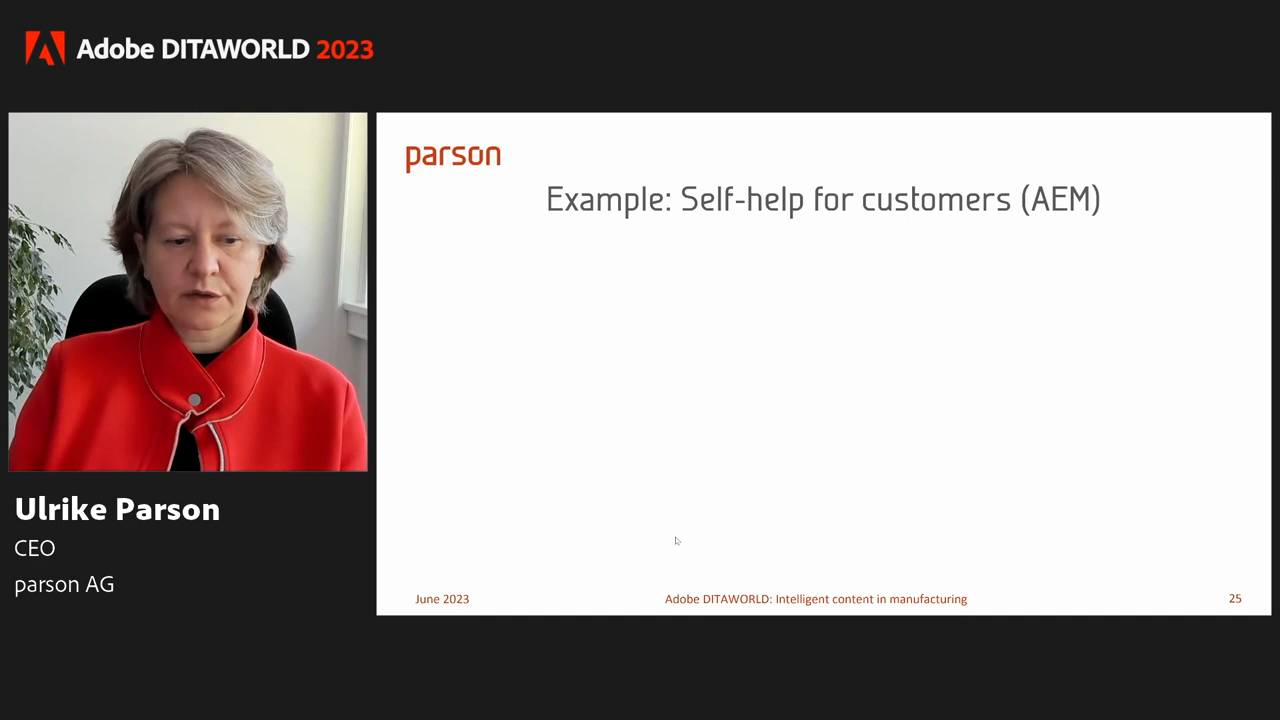 Adobe DITAWORLD 2023
parson
Example: Self-help for customers (AEM)
Ulrike Parson
CEO
parson AG
June 2023
Adobe DITAWORLD: Intelligent content in manufacturing
25